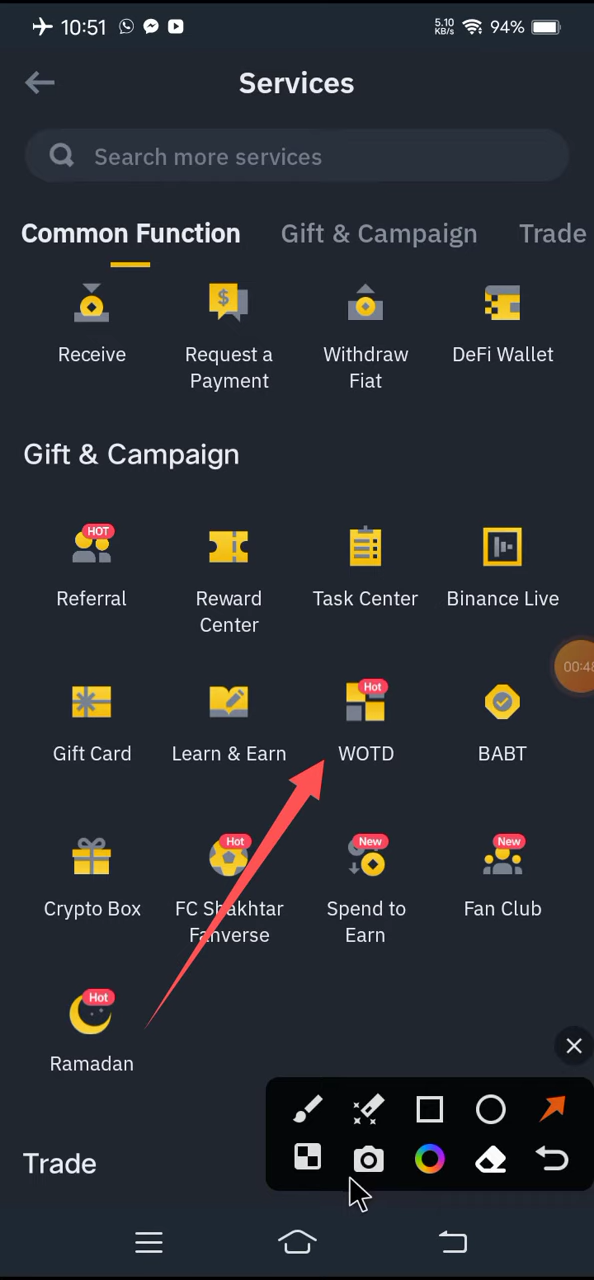 10:51
5.10
KB/s
94%
Services
Search more services
Common Function Gift & Campaign Trade
Receive
Request a
Payment
Withdraw
Fiat
DeFi Wallet
Gift & Campaign
HOT
Referral
Reward
Center
Task Center
Binance Live
Gift Card
Learn & Earn
Hot
WOTD
BABT
Crypto Box
Hot
FC Shakhtar
Fanverse
New
Spend to
Earn
New
Fan Club
Hot
Ramadan
00:48
Trade